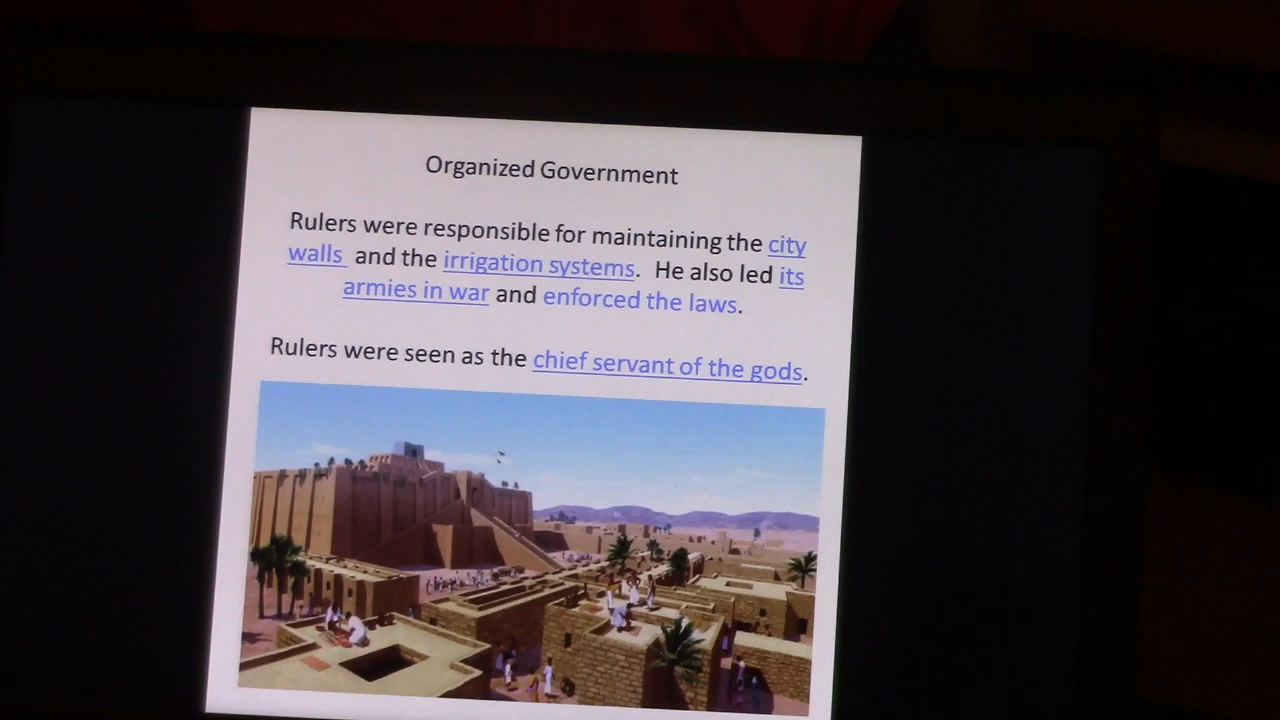 Organized Government
Rulers were responsible for maintaining the city
walls and the irrigation systems. He also led its
armies in war and enforced the laws.
Rulers were seen as the chief servant of the gods.